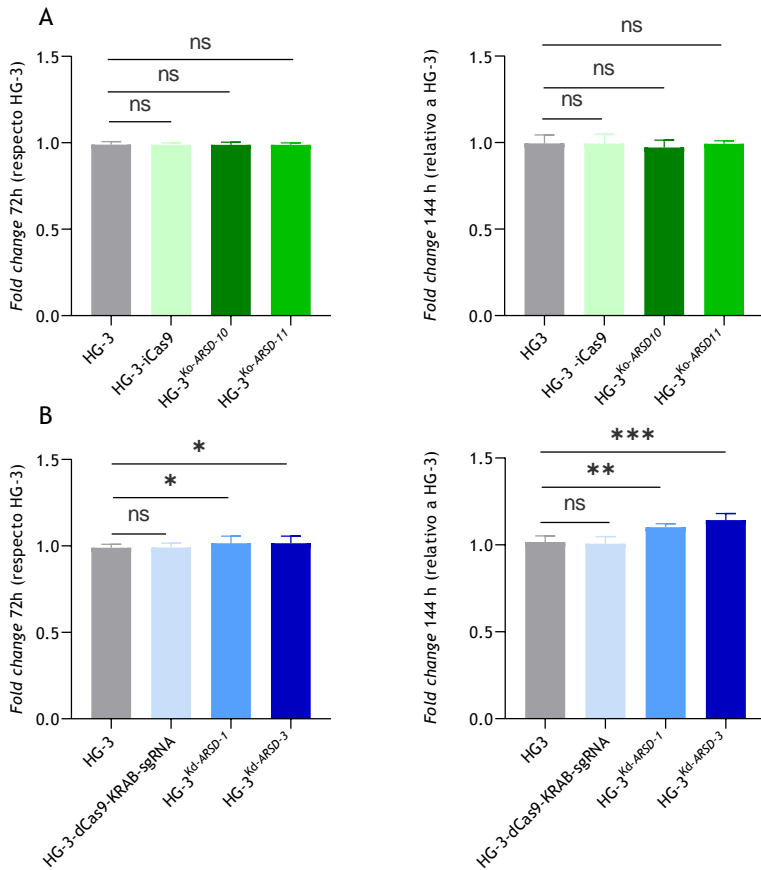 A
ns
ns
ns
1.5
1.0
0.5
0.0
Fold change 72h (respecto HG-3)
HG-3
HG-3-iCas9
HG-3Ko-ARSD-10
HG-3Ko-ARSD-11
ns
ns
ns
1.5
1.0
0.5
0.0
Fold change 144 h (relativo a HG-3)
HG3
HG-3 -iCas9
HG-3Ko-ARSD10
HG-3Ko-ARSD11
B
*
*
ns
1.5
1.0
0.5
0.0
Fold change 72h (respecto HG-3)
HG-3
HG-3-dCas9-KRAB-sgRNA
HG-3Kd-ARSD-1
HG-3Kd-ARSD-3
***
**
ns
1.5
1.0
0.5
0.0
Fold change 144 h (relativo a HG-3)
HG3
HG-3-dCas9-KRAB-sgRNA
HG-3Kd-ARSD-1
HG-3Kd-ARSD-3